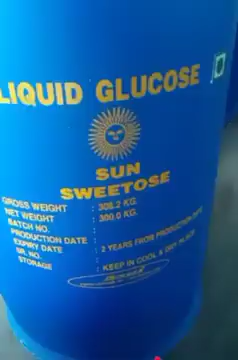 LIQUID GLUCOSE
SUN
SWEETOSE
GROSS WEIGHT : 308.2 KG.
NET WEIGHT : 300.0 KG.
BATCH NO. :
PRODUCTION DATE :
EXPIRY DATE : 2 YEARS FROM PRODUCTION DATE
SR. NO. :
STORAGE : KEEP IN COOL & DRY PLACE